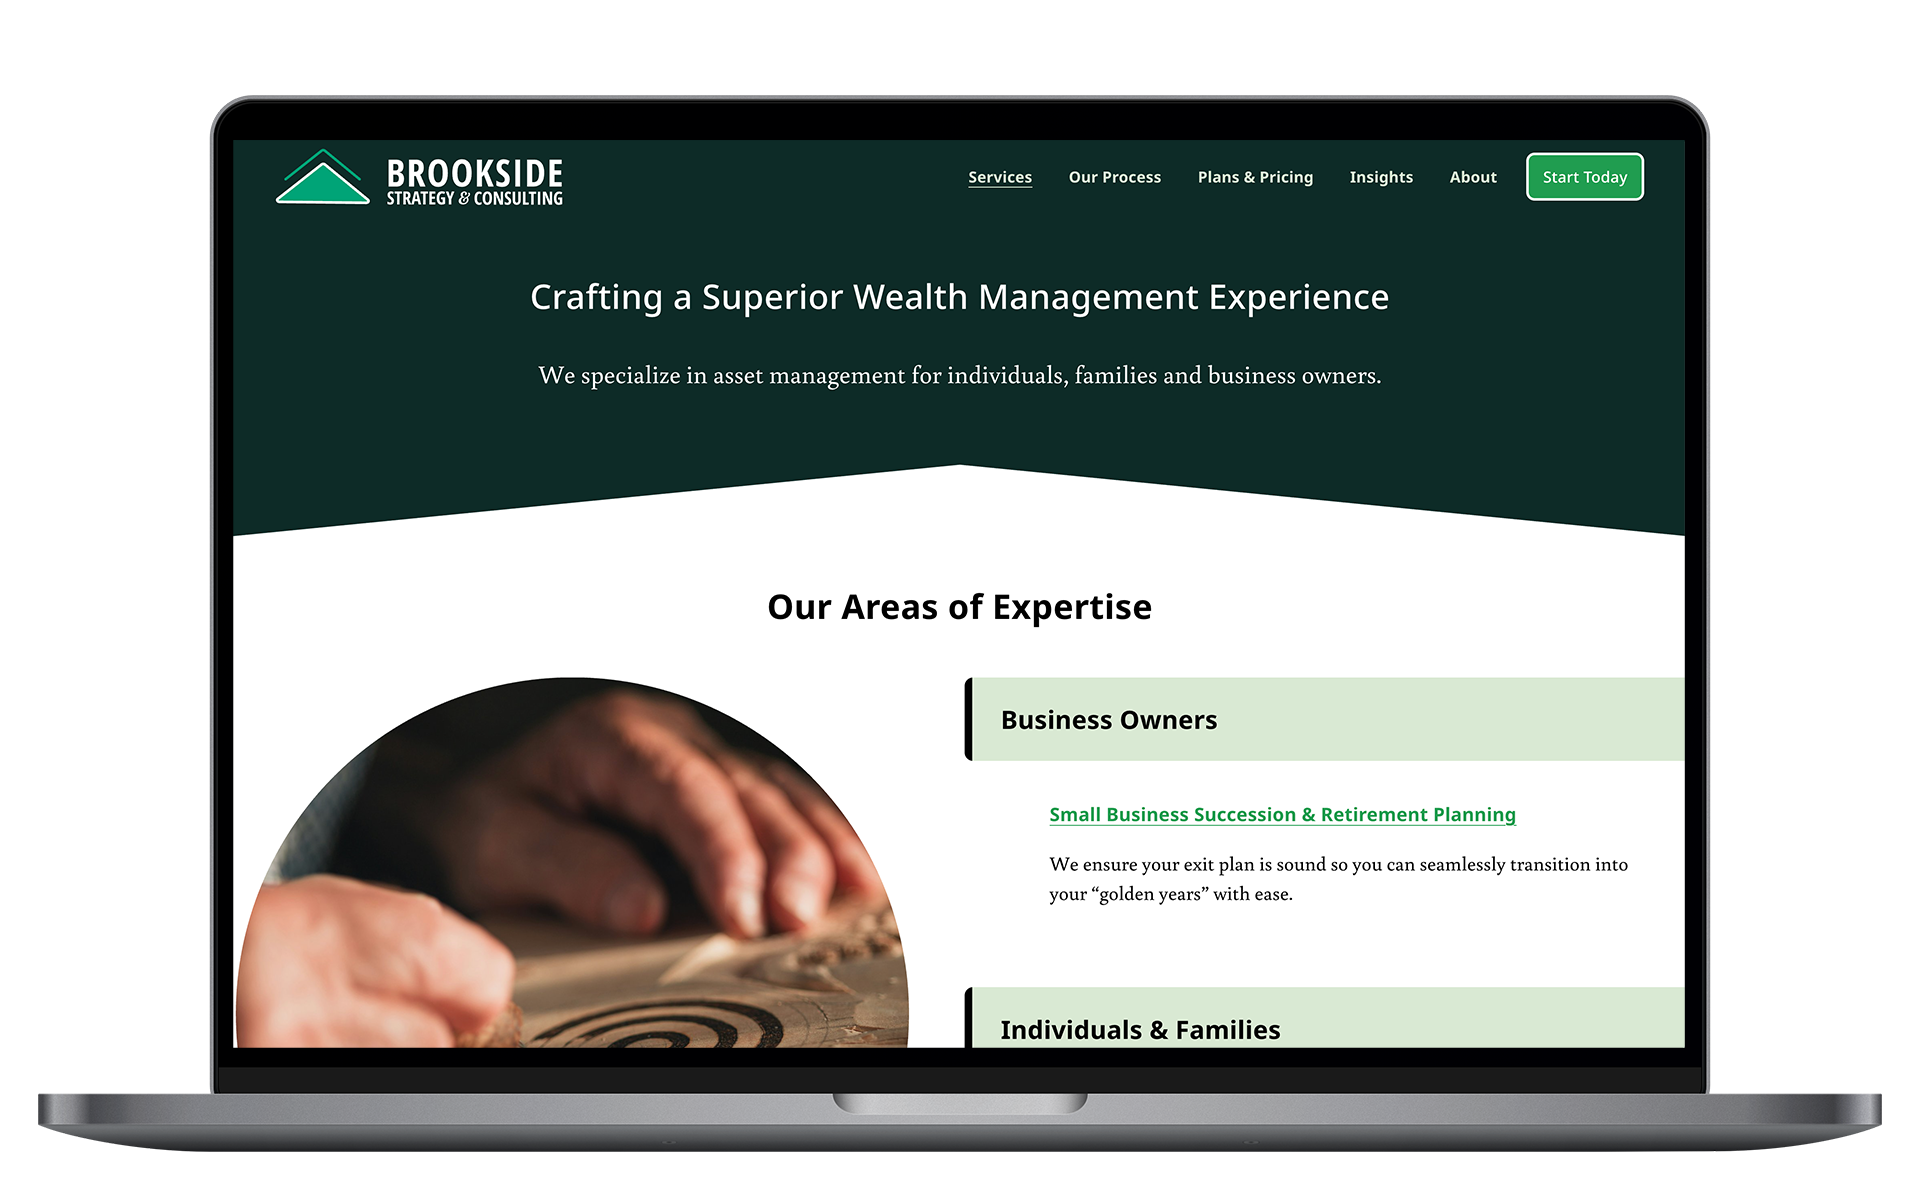 BROOKSIDE
STRATEGY & CONSULTING
Services Our Process Plans & Pricing Insights About Start Today
Crafting a Superior Wealth Management Experience
We specialize in asset management for individuals, families and business owners.
Our Areas of Expertise
Business Owners
Small Business Succession & Retirement Planning
We ensure your exit plan is sound so you can seamlessly transition into
your “golden years” with ease.
Individuals & Families